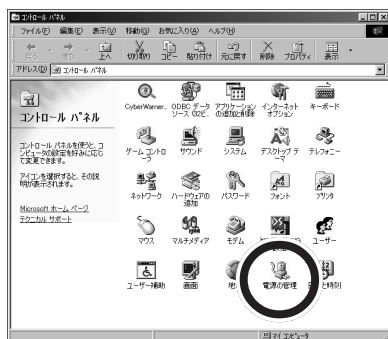 コントロール パネル
ファイル(F) 編集(E) 表示(V) 移動(G) お気に入り(A) ヘルプ(H)
戻る 進む 上へ 切り取り コピー 貼り付け 元に戻す 削除 プロパティ 表示
アドレス(D) コントロール パネル
コントロール パネル
コントロール パネルを使うと、コ
ンピュータの設定を好みに応じ
て変更できます。
アイコンを選択すると、その説
明が表示されます。
Microsoft ホーム ページ
テクニカル サポート
CyberWarner... ODBC データ ソース (32ビ... アプリケーションの追加と削除 インターネット オプション キーボード
ゲーム コントローラ サウンド システム デスクトップ テーマ テレフォニー
ネットワーク ハードウェアの追加 パスワード フォント プリンタ
マウス マルチメディア モデム ユーザー
ユーザー補助 画面 電源の管理 と時刻
マイ コンピュータ